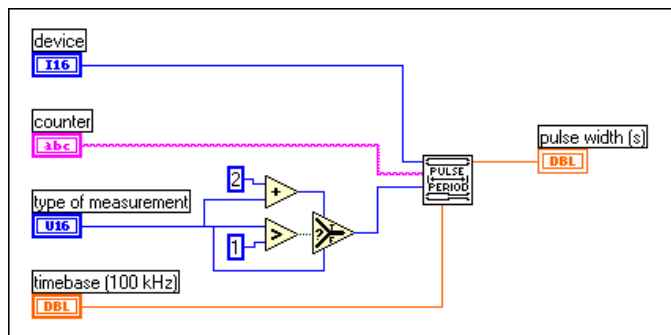 device
I16
counter
abc
pulse width (s)
DBL
PULSE
PERIOD
2
+
type of measurement
U16
>
?
T
F
1
timebase (100 kHz)
DBL